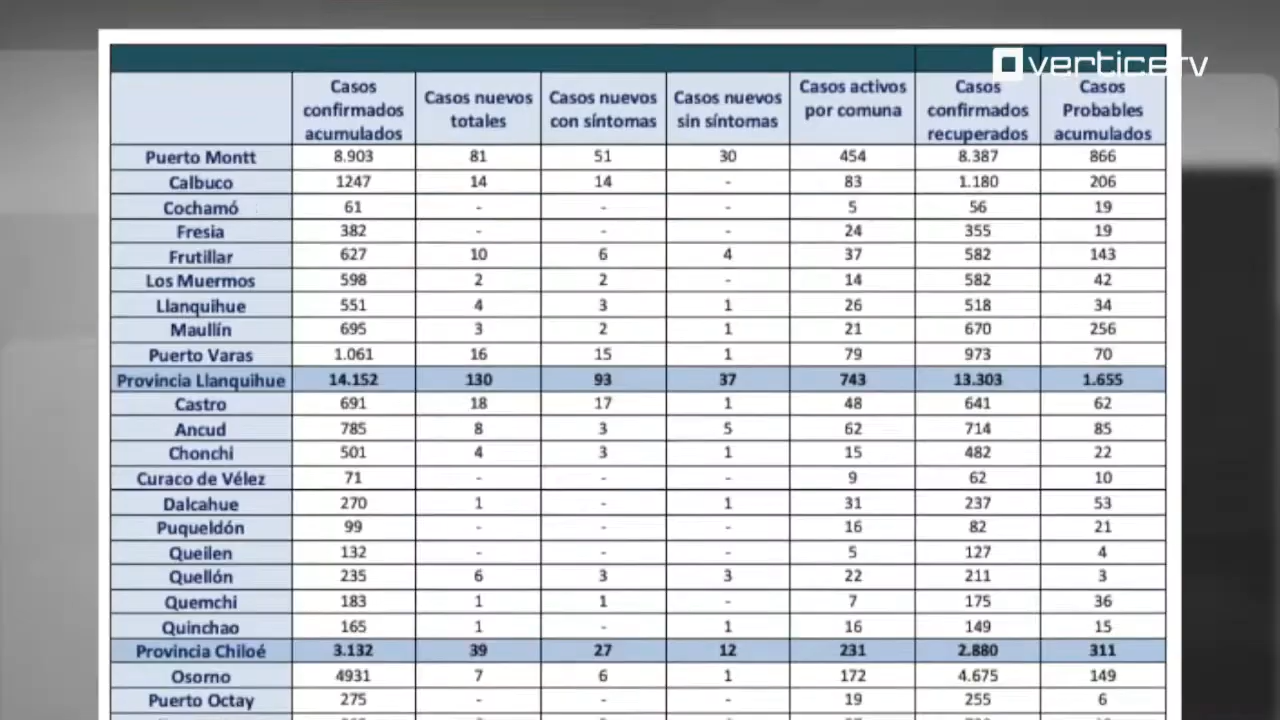 verticetv
Casos confirmados acumulados Casos nuevos totales Casos nuevos con síntomas Casos nuevos sin síntomas Casos activos por comuna Casos confirmados recuperados Casos Probables acumulados
Puerto Montt 8.903 81 51 30 454 8.387 866
Calbuco 1247 14 14 - 83 1.180 206
Cochamó 61 - - - 5 56 19
Fresia 382 - - - 24 355 19
Frutillar 627 10 6 4 37 582 143
Los Muermos 598 2 2 - 14 582 42
Llanquihue 551 4 3 1 26 518 34
Maullín 695 3 2 1 21 670 256
Puerto Varas 1.061 16 15 1 79 973 70
Provincia Llanquihue 14.152 130 93 37 743 13.303 1.655
Castro 691 18 17 1 48 641 62
Ancud 785 8 3 5 62 714 85
Chonchi 501 4 3 1 15 482 22
Curaco de Vélez 71 - - - 9 62 10
Dalcahue 270 1 - 1 31 237 53
Puqueldón 99 - - - 16 82 21
Queilen 132 - - - 5 127 4
Quellón 235 6 3 3 22 211 3
Quemchi 183 1 1 - 7 175 36
Quinchao 165 1 - 1 16 149 15
Provincia Chiloé 3.132 39 27 12 231 2.880 311
Osorno 4931 7 6 1 172 4.675 149
Puerto Octay 275 - - - 19 255 6